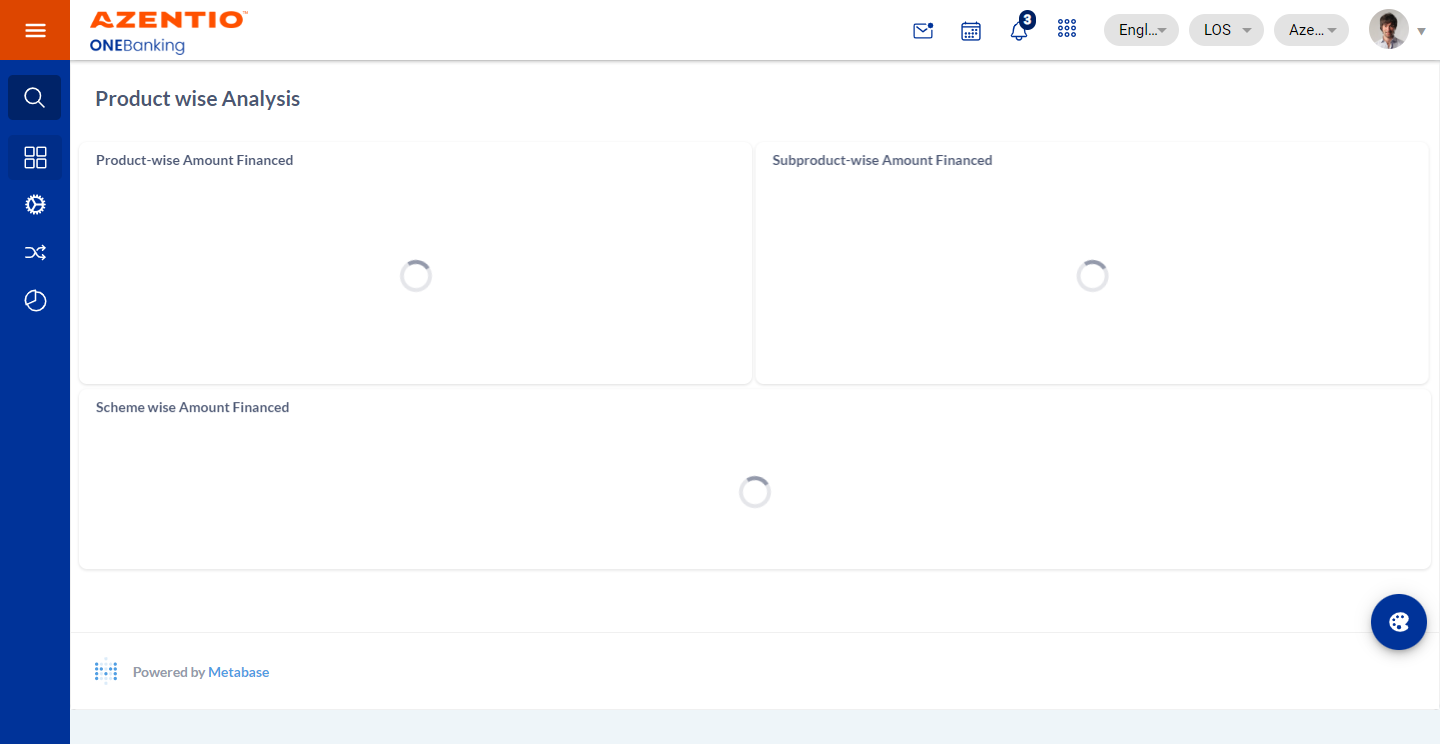 AZENTIO™
ONEBanking
3
Engl...
LOS
Aze...
Product wise Analysis
Product-wise Amount Financed
Subproduct-wise Amount Financed
Scheme wise Amount Financed
Powered by Metabase